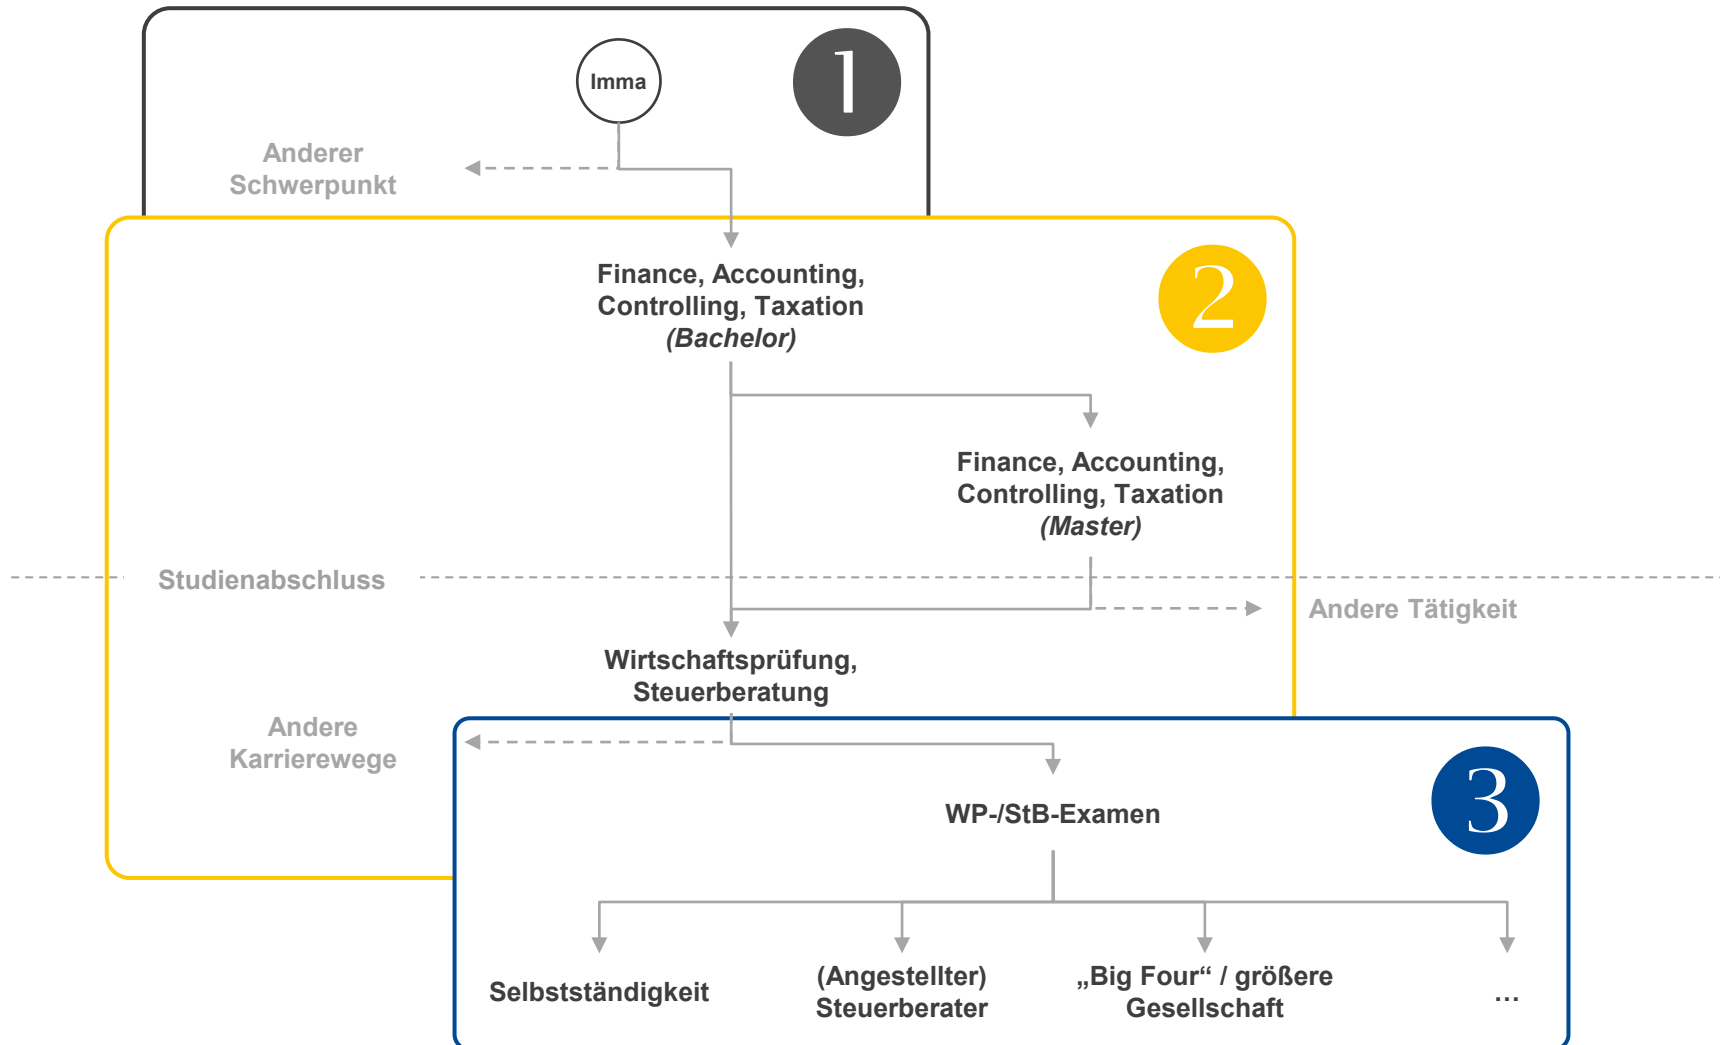 Imma
1
Anderer
Schwerpunkt
2
Finance, Accounting,
Controlling, Taxation
(Bachelor)
Finance, Accounting,
Controlling, Taxation
(Master)
Studienabschluss
Andere Tätigkeit
Wirtschaftsprüfung,
Steuerberatung
Andere
Karrierewege
3
WP-/StB-Examen
Selbstständigkeit
(Angestellter)
Steuerberater
„Big Four“ / größere
Gesellschaft
...